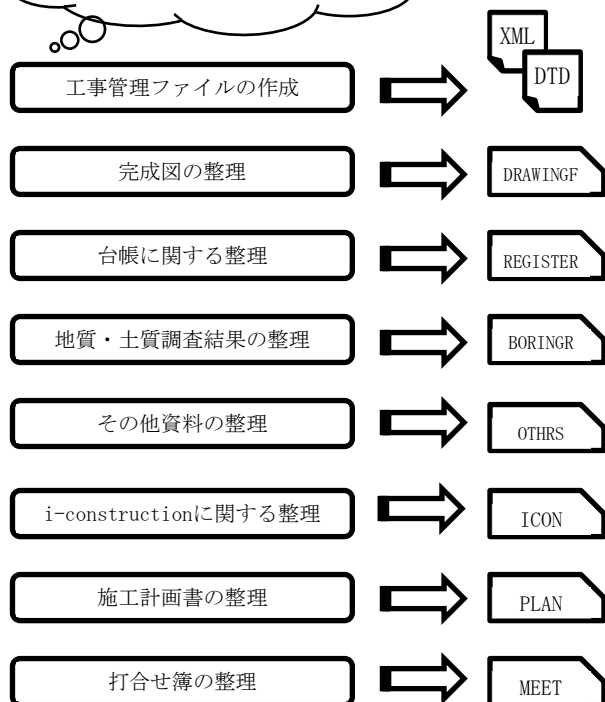 XML
DTD
工事管理ファイルの作成
完成図の整理
DRAWINGF
台帳に関する整理
REGISTER
地質・土質調査結果の整理
BORINGR
その他資料の整理
OTHRS
i-constructionに関する整理
ICON
施工計画書の整理
PLAN
打合せ簿の整理
MEET